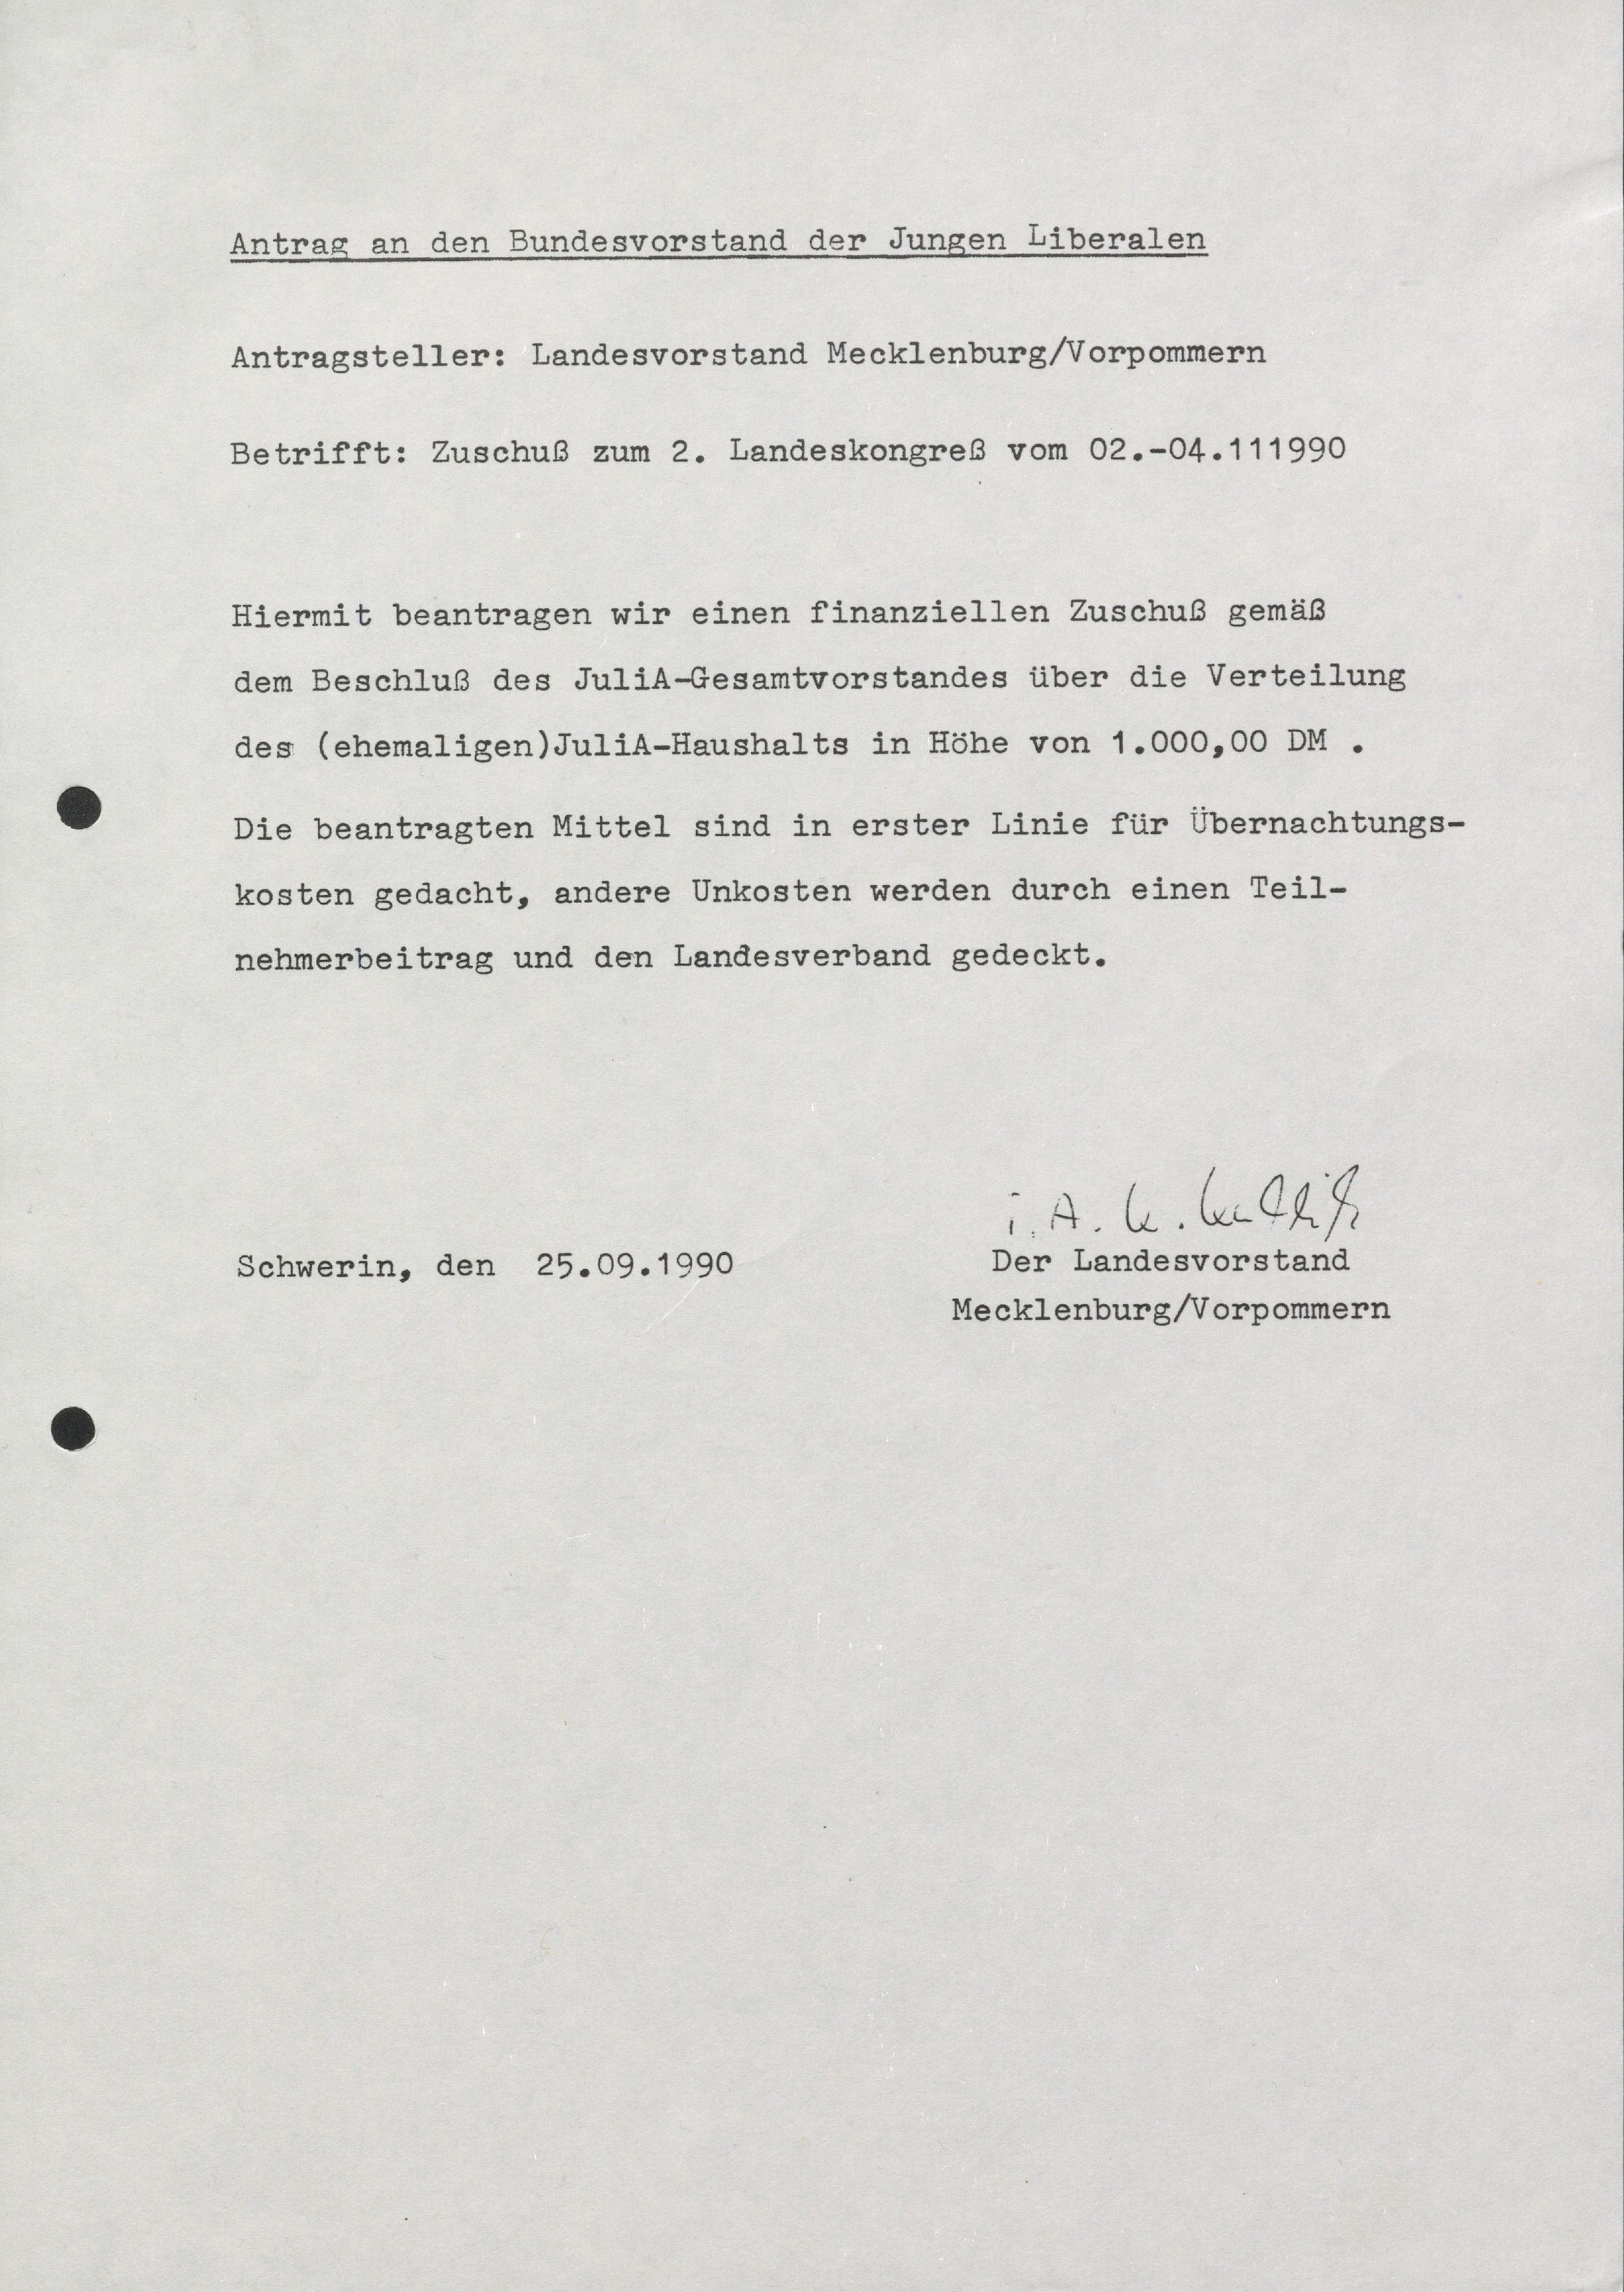 Antrag an den Bundesvorstand der Jungen Liberalen
Antragsteller: Landesvorstand Mecklenburg/Vorpommern
Betrifft: Zuschuß zum 2. Landeskongreß vom 02.-04.111990
Hiermit beantragen wir einen finanziellen Zuschuß gemäß
dem Beschluß des JuliA-Gesamtvorstandes über die Verteilung
des (ehemaligen)JuliA-Haushalts in Höhe von 1.000,00 DM .
Die beantragten Mittel sind in erster Linie für Übernachtungs-
kosten gedacht, andere Unkosten werden durch einen Teil-
nehmerbeitrag und den Landesverband gedeckt.
i. A.
Schwerin, den 25.09.1990
Der Landesvorstand
Mecklenburg/Vorpommern